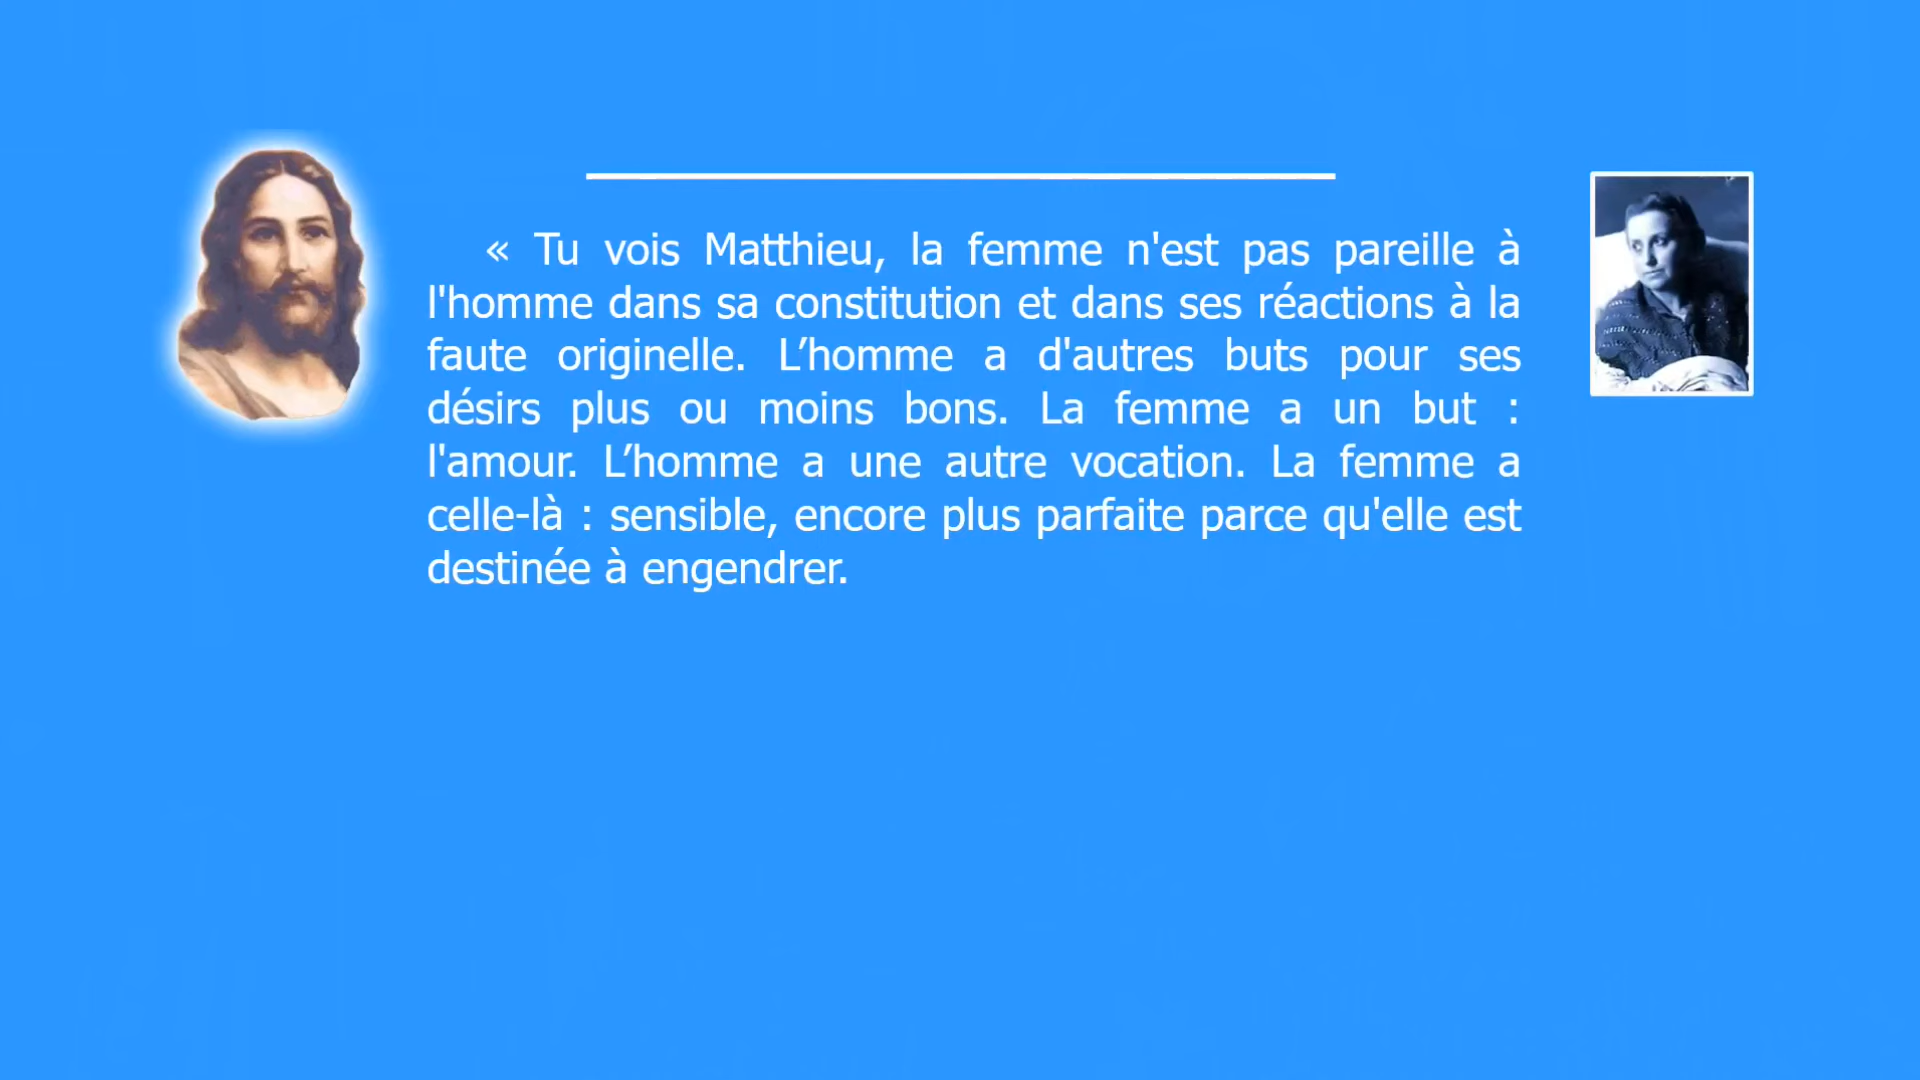 « Tu vois Matthieu, la femme n'est pas pareille à
l'homme dans sa constitution et dans ses réactions à la
faute originelle. L’homme a d'autres buts pour ses
désirs plus ou moins bons. La femme a un but :
l'amour. L’homme a une autre vocation. La femme a
celle-là : sensible, encore plus parfaite parce qu'elle est
destinée à engendrer.